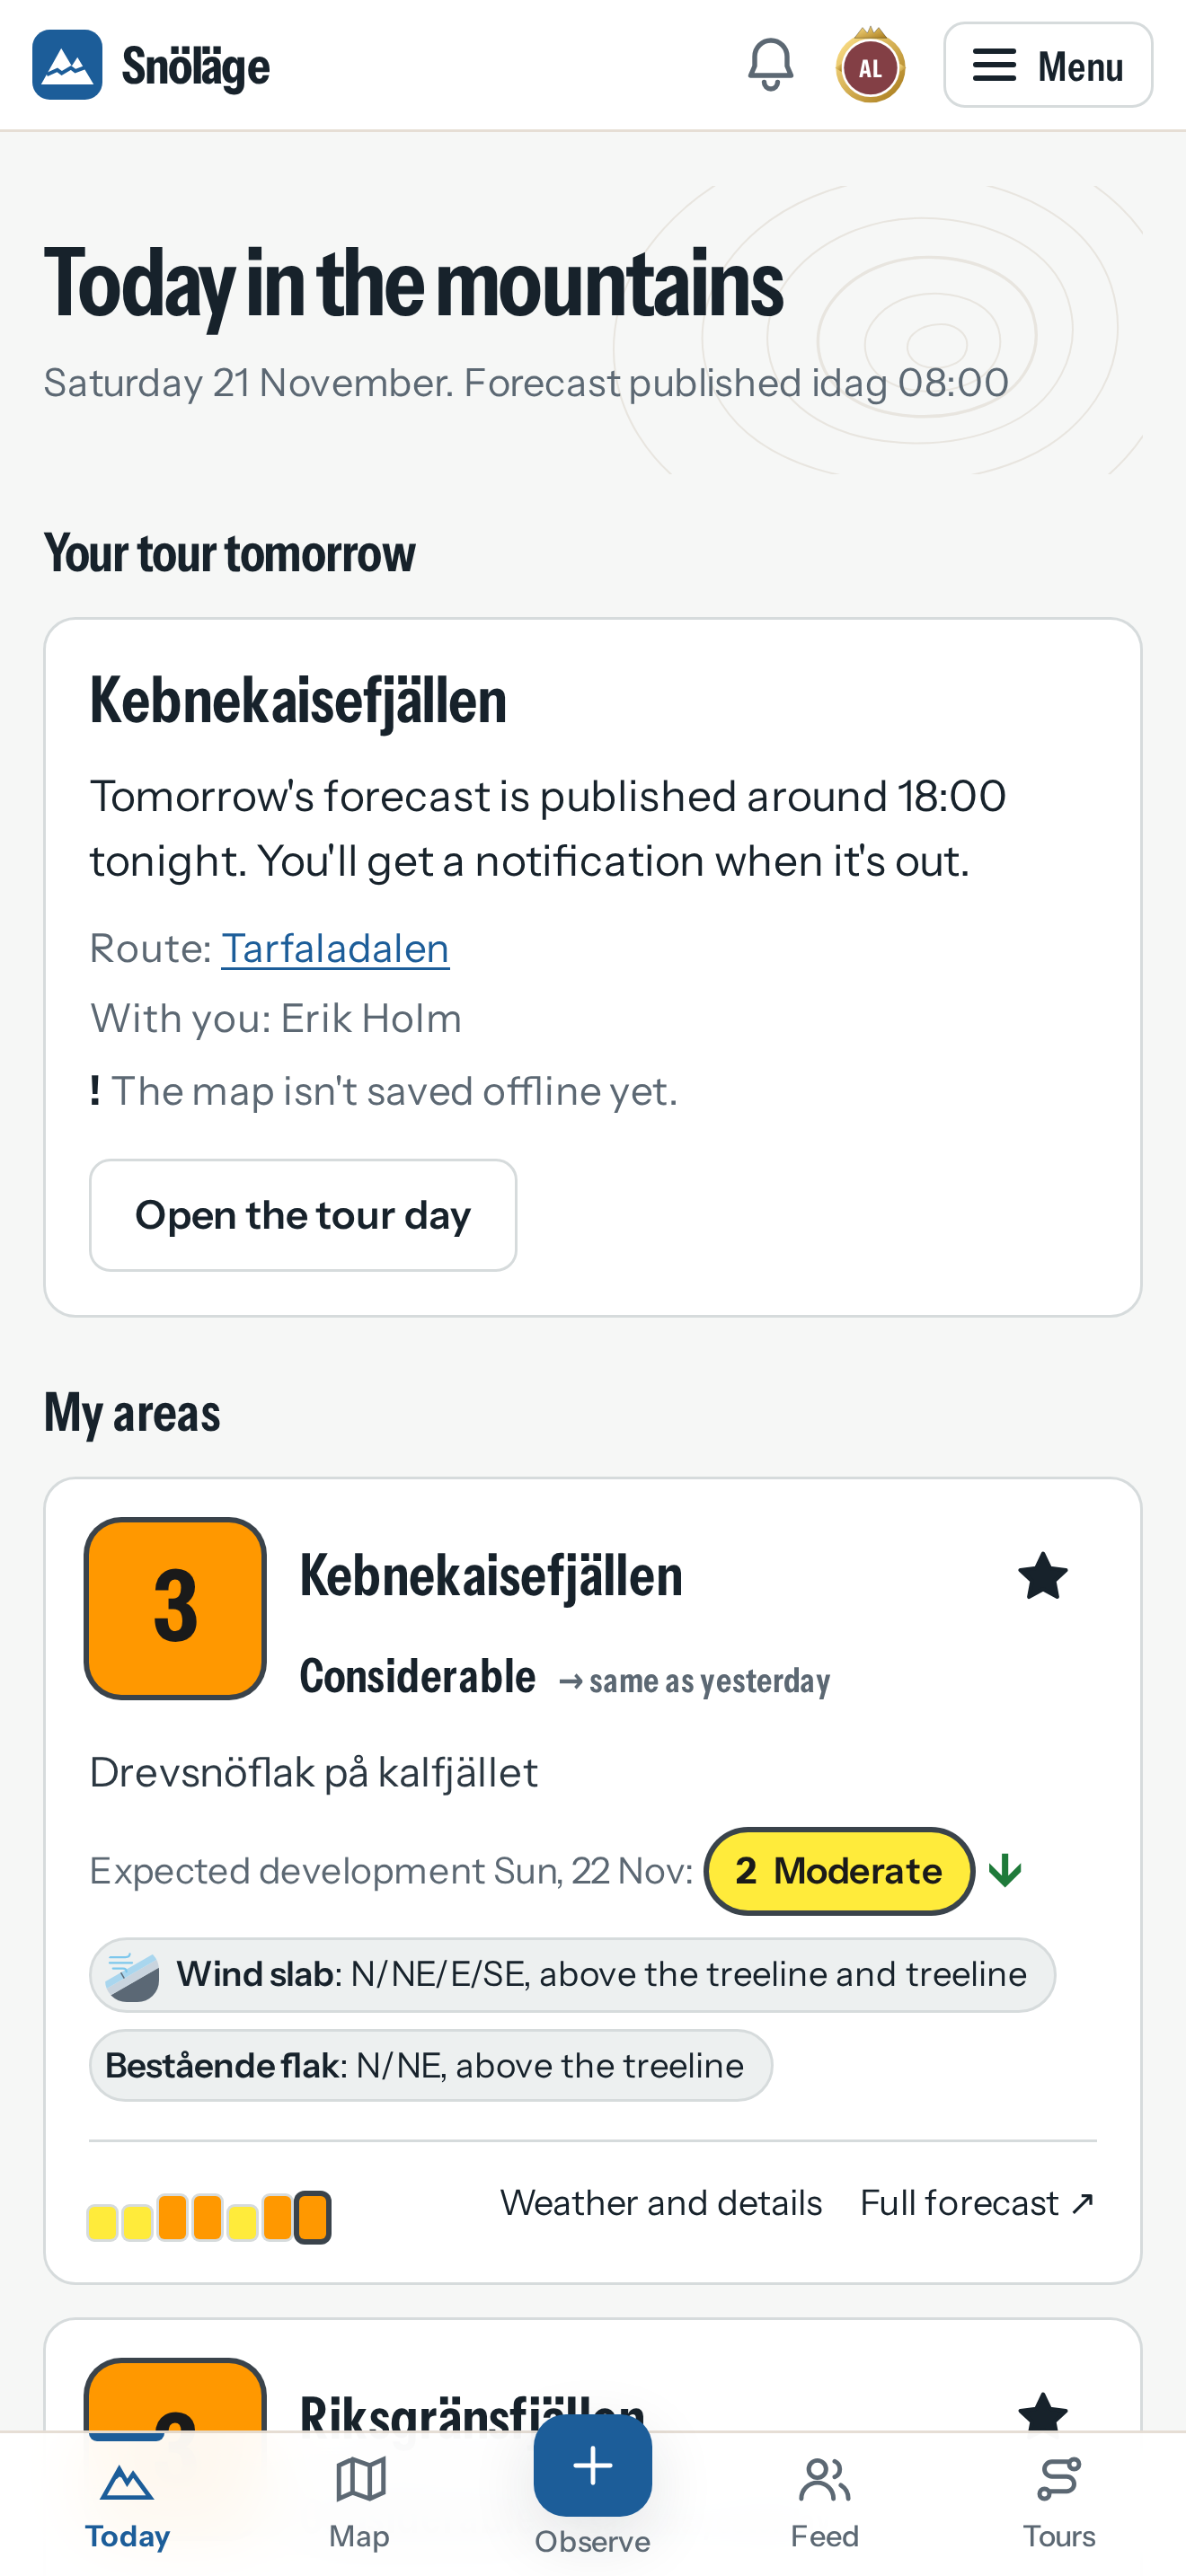 Snöläge
AL
Menu
Today in the mountains
Saturday 21 November. Forecast published idag 08:00
Your tour tomorrow
Kebnekaisefjällen
Tomorrow's forecast is published around 18:00
tonight. You'll get a notification when it's out.
Route: Tarfaladalen
With you: Erik Holm
! The map isn't saved offline yet.
Open the tour day
My areas
3
Kebnekaisefjällen
Considerable → same as yesterday
Drevsnöflak på kalfjället
Expected development Sun, 22 Nov: 2 Moderate ↓
Wind slab: N/NE/E/SE, above the treeline and treeline
Bestående flak: N/NE, above the treeline
Weather and details Full forecast ↗
Riksgränsfjällen
Today
Map
Observe
Feed
Tours